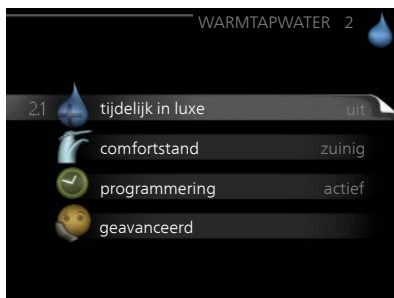 WARMTAPWATER 2
2.1 tijdelijk in luxe uit
comfortstand zuinig
programmering actief
geavanceerd